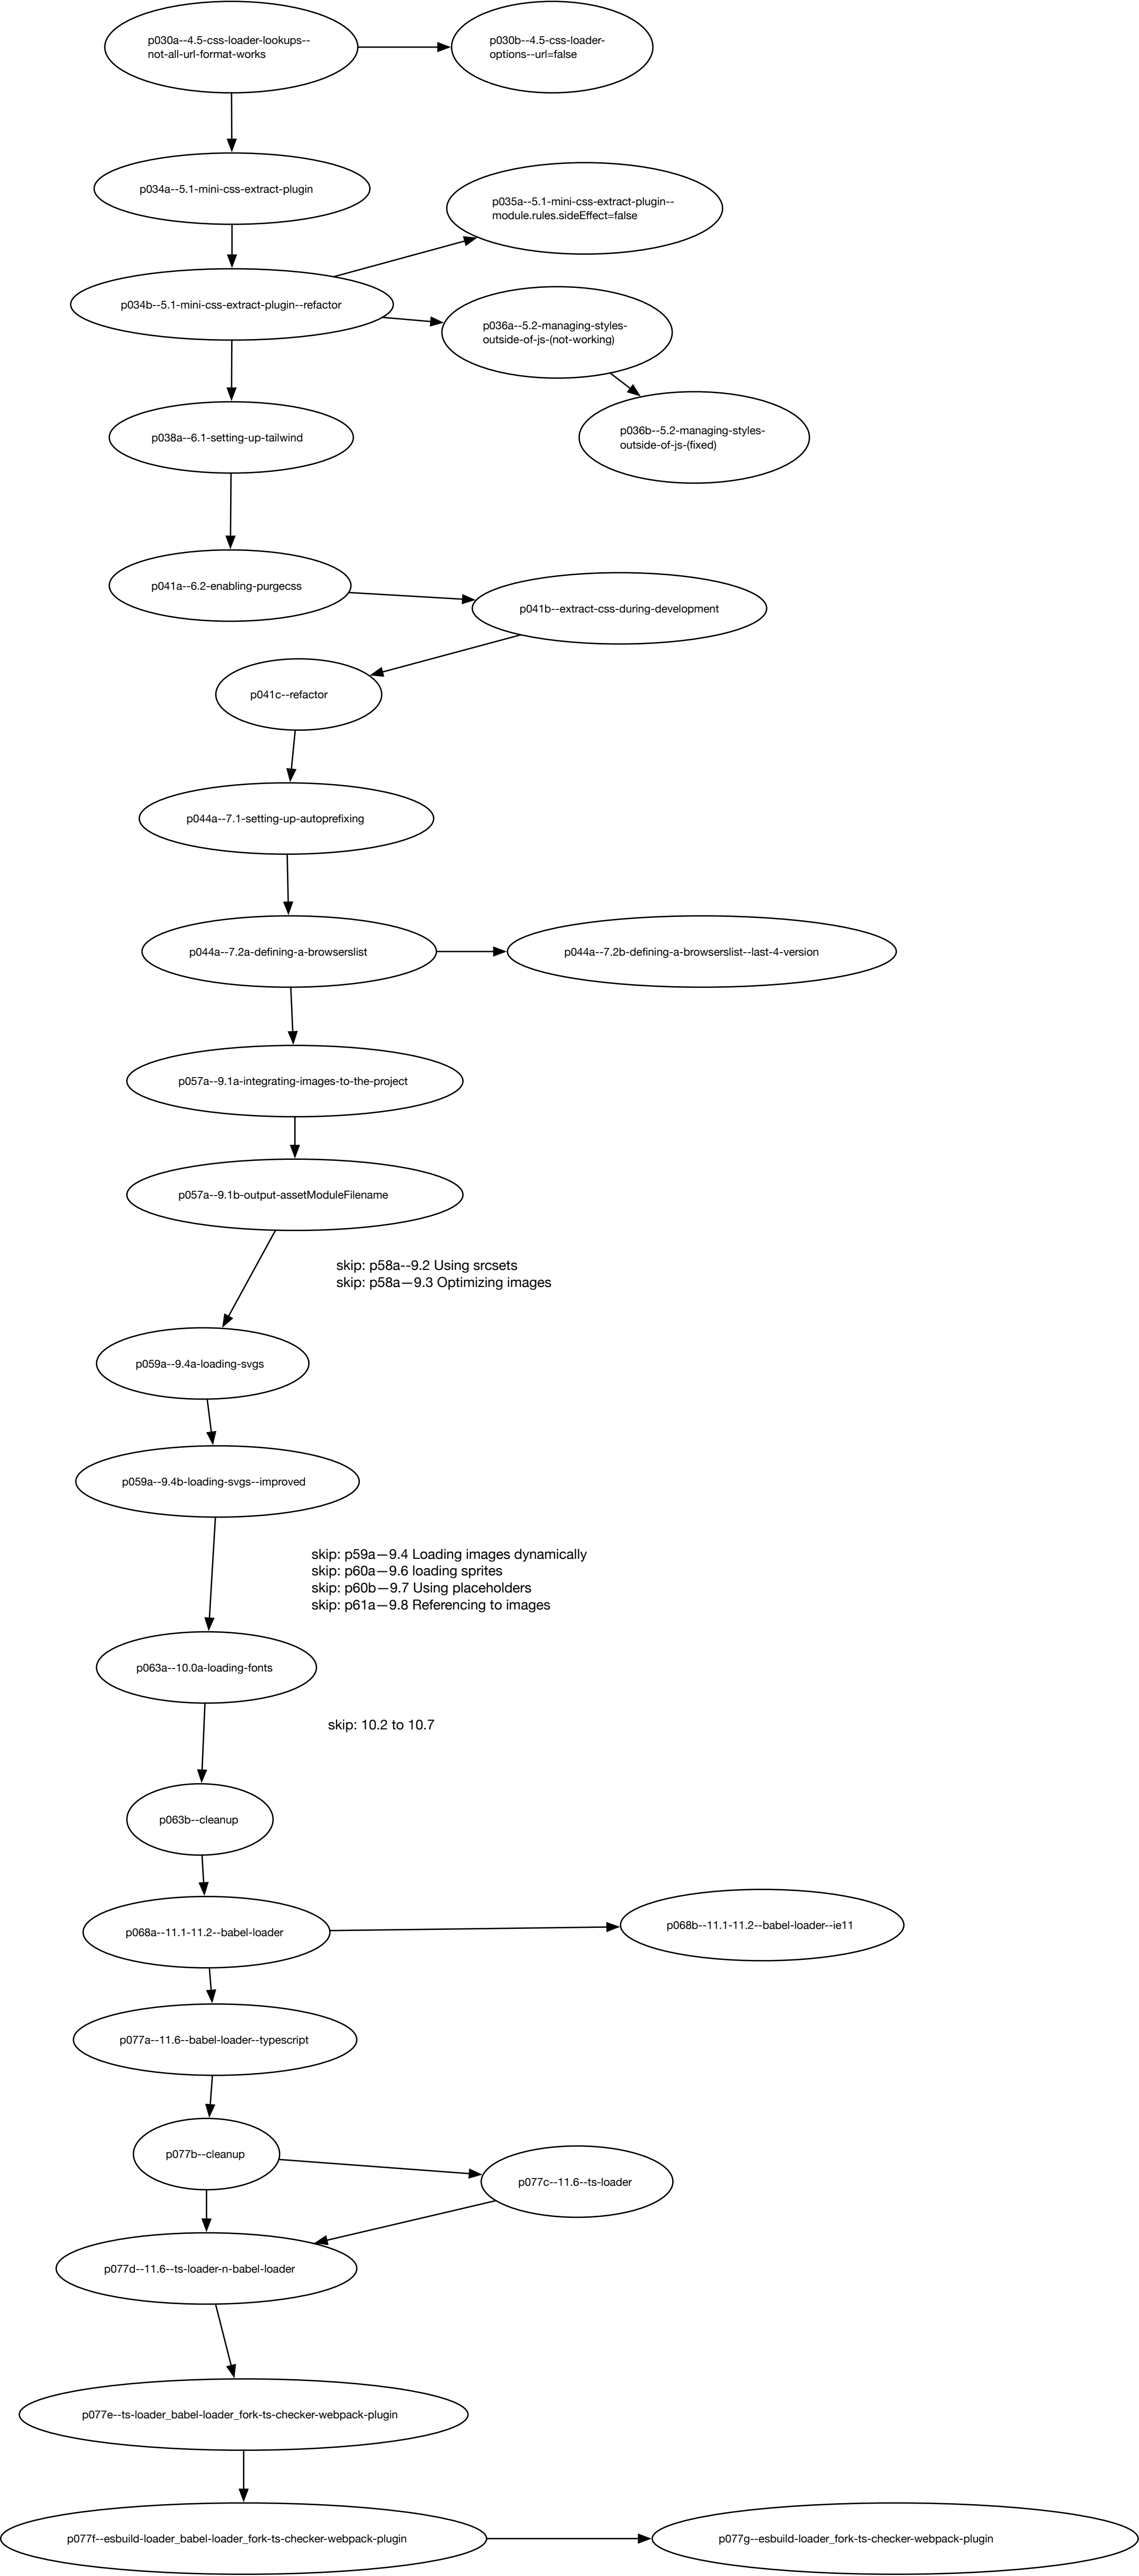 p030a--4.5-css-loader-lookups--
not-all-url-format-works
p030b--4.5-css-loader-
options--url=false
p034a--5.1-mini-css-extract-plugin
p035a--5.1-mini-css-extract-plugin--
module.rules.sideEffect=false
p034b--5.1-mini-css-extract-plugin--refactor
p036a--5.2-managing-styles-
outside-of-js-(not-working)
p038a--6.1-setting-up-tailwind
p036b--5.2-managing-styles-
outside-of-js-(fixed)
p041a--6.2-enabling-purgecss
p041b--extract-css-during-development
p041c--refactor
p044a--7.1-setting-up-autoprefixing
p044a--7.2a-defining-a-browserslist
p044a--7.2b-defining-a-browserslist--last-4-version
p057a--9.1a-integrating-images-to-the-project
p057a--9.1b-output-assetModuleFilename
skip: p58a--9.2 Using srcsets
skip: p58a—9.3 Optimizing images
p059a--9.4a-loading-svgs
p059a--9.4b-loading-svgs--improved
skip: p59a—9.4 Loading images dynamically
skip: p60a—9.6 loading sprites
skip: p60b—9.7 Using placeholders
skip: p61a—9.8 Referencing to images
p063a--10.0a-loading-fonts
skip: 10.2 to 10.7
p063b--cleanup
p068a--11.1-11.2--babel-loader
p068b--11.1-11.2--babel-loader--ie11
p077a--11.6--babel-loader--typescript
p077b--cleanup
p077c--11.6--ts-loader
p077d--11.6--ts-loader-n-babel-loader
p077e--ts-loader_babel-loader_fork-ts-checker-webpack-plugin
p077f--esbuild-loader_babel-loader_fork-ts-checker-webpack-plugin
p077g--esbuild-loader_fork-ts-checker-webpack-plugin